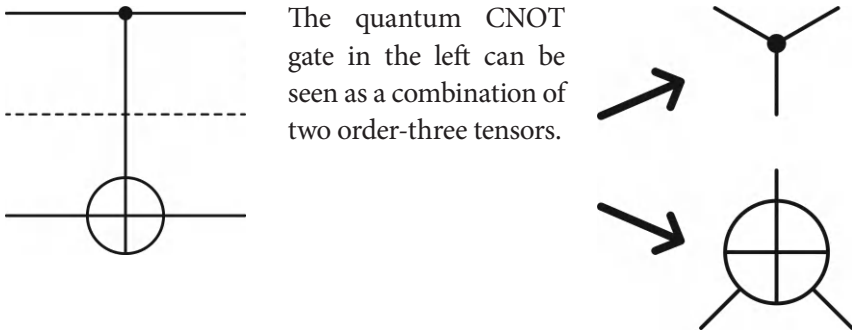 The quantum CNOT
gate in the left can be
seen as a combination of
two order-three tensors.